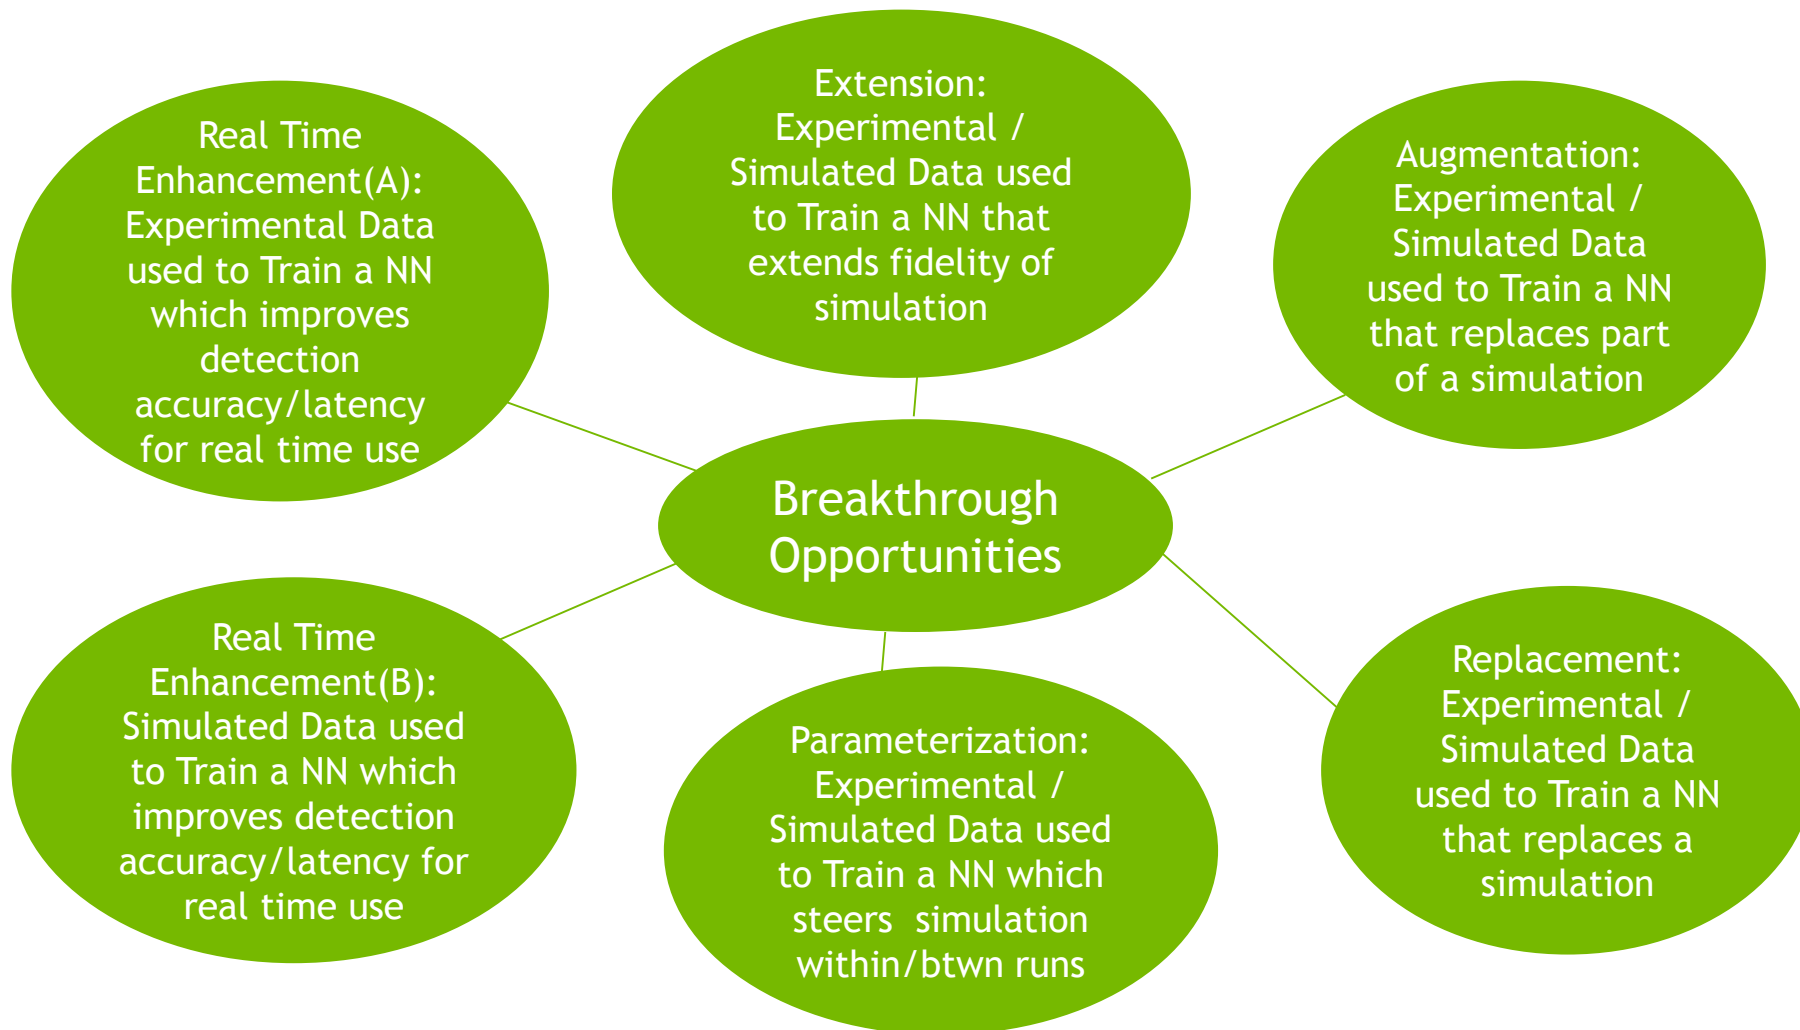 Extension:
Experimental /
Simulated Data used
to Train a NN that
extends fidelity of
simulation
Real Time
Enhancement(A):
Experimental Data
used to Train a NN
which improves
detection
accuracy/latency
for real time use
Augmentation:
Experimental /
Simulated Data
used to Train a NN
that replaces part
of a simulation
Breakthrough
Opportunities
Real Time
Enhancement(B):
Simulated Data used
to Train a NN which
improves detection
accuracy/latency for
real time use
Parameterization:
Experimental /
Simulated Data used
to Train a NN which
steers  simulation
within/btwn runs
Replacement:
Experimental /
Simulated Data
used to Train a NN
that replaces a
simulation